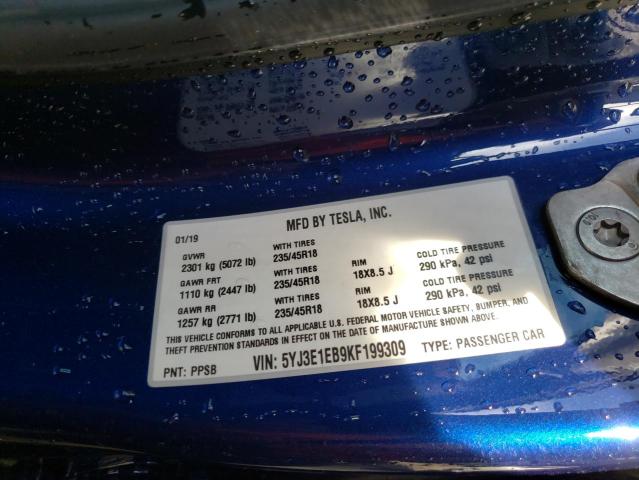 MFD BY TESLA, INC.
01/19
GVWR WITH TIRES
2301 kg (5072 lb) 235/45R18
GAWR FRT WITH TIRES RIM COLD TIRE PRESSURE
1110 kg (2447 lb) 235/45R18 18X8.5 J 290 kPa, 42 psi
GAWR RR WITH TIRES RIM COLD TIRE PRESSURE
1257 kg (2771 lb) 235/45R18 18X8.5 J 290 kPa, 42 psi
THIS VEHICLE CONFORMS TO ALL APPLICABLE U.S. FEDERAL MOTOR VEHICLE SAFETY, BUMPER, AND
THEFT PREVENTION STANDARDS IN EFFECT ON THE DATE OF MANUFACTURE SHOWN ABOVE.
PNT: PPSB VIN: 5YJ3E1EB9KF199309 TYPE: PASSENGER CAR